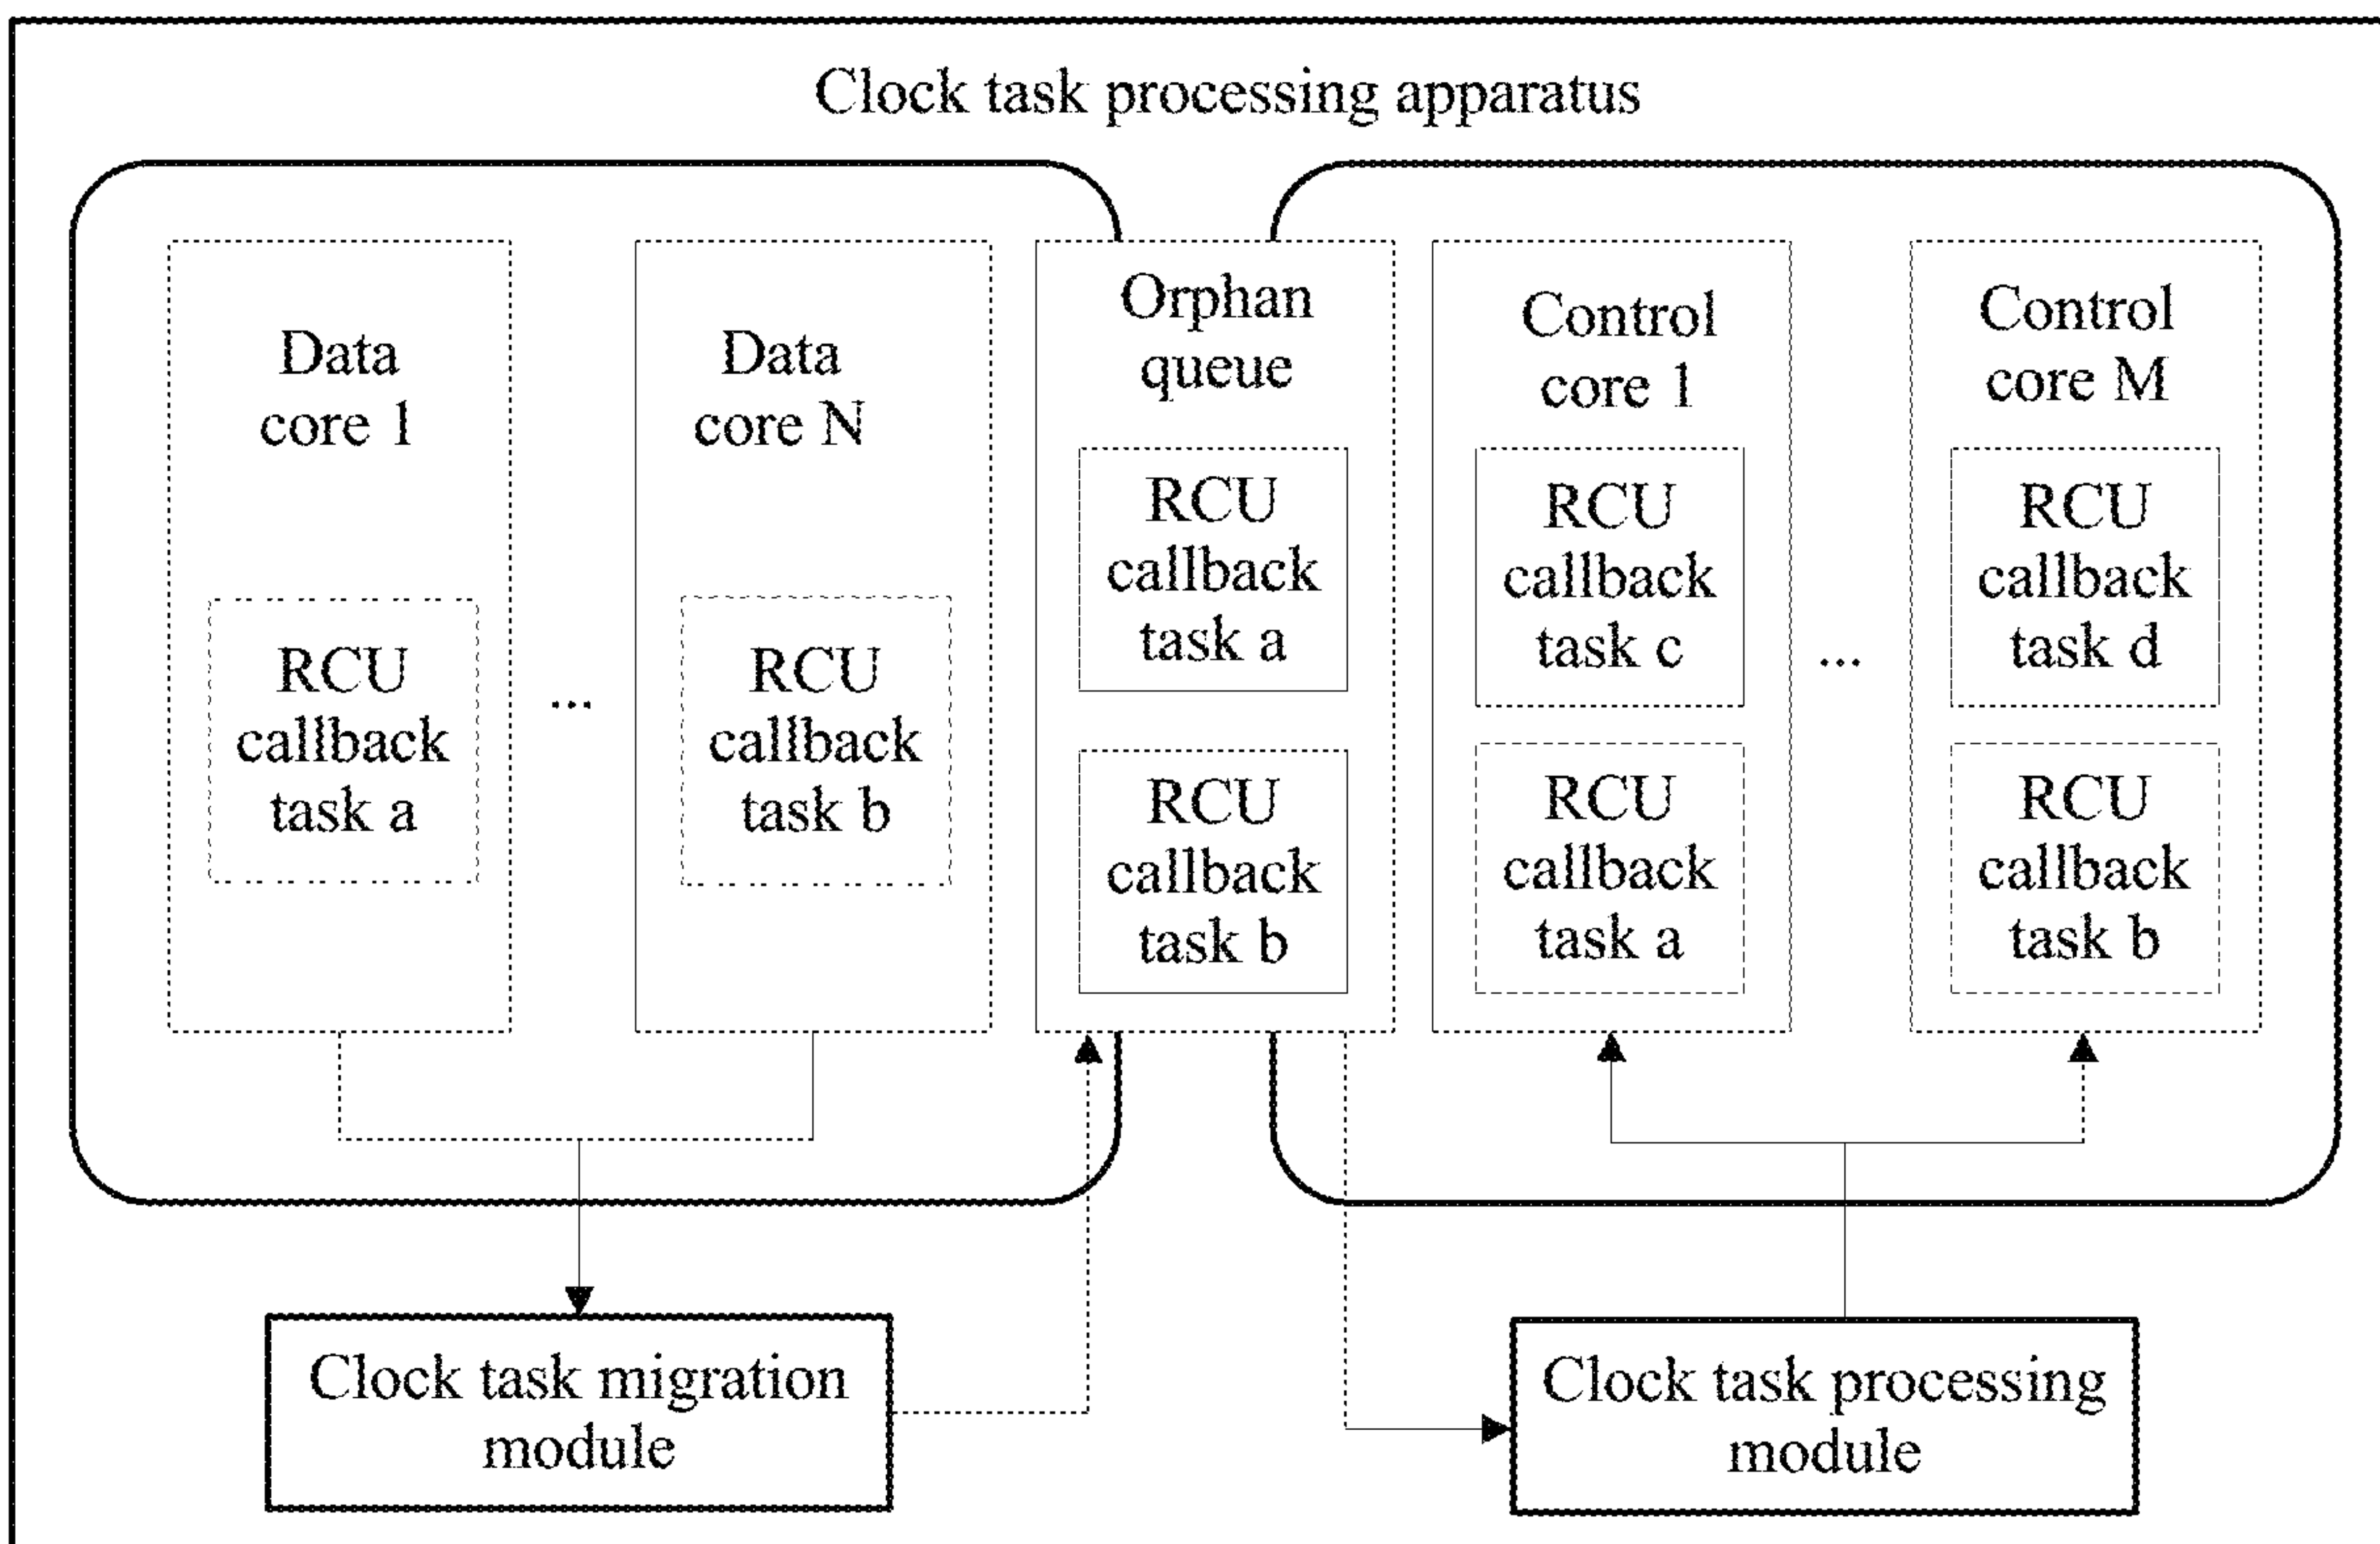 Clock task processing apparatus
Data
core 1
RCU
callback
task a
...
Data
core N
RCU
callback
task b
Orphan
queue
RCU
callback
task a
RCU
callback
task b
Control
core 1
RCU
callback
task c
RCU
callback
task a
...
Control
core M
RCU
callback
task d
RCU
callback
task b
Clock task migration
module
Clock task processing
module